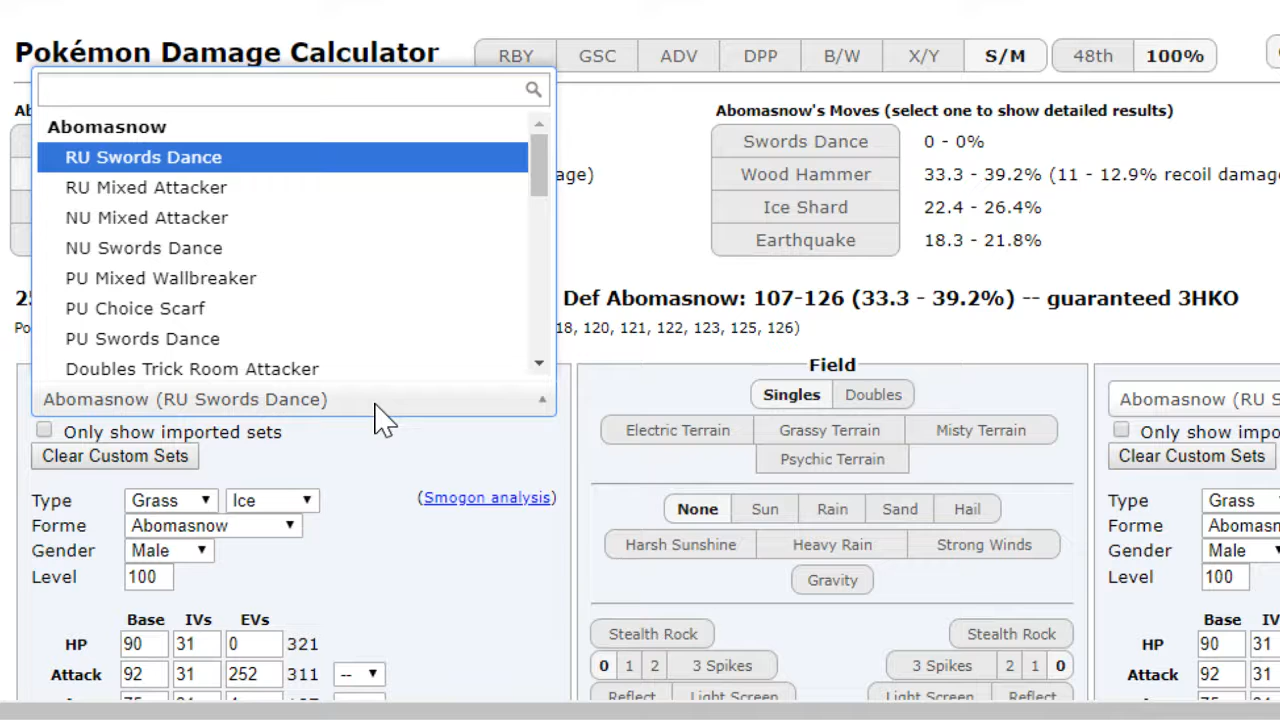 Pokémon Damage Calculator
RBY GSC ADV DPP B/W X/Y S/M 48th 100%
Abomasnow
RU Swords Dance
RU Mixed Attacker
NU Mixed Attacker
NU Swords Dance
PU Mixed Wallbreaker
PU Choice Scarf
PU Swords Dance
Doubles Trick Room Attacker
Abomasnow (RU Swords Dance)
Only show imported sets
Clear Custom Sets
(Smogon analysis)
Type Grass Ice
Forme Abomasnow
Gender Male
Level 100
Base IVs EVs
HP 90 31 0 321
Attack 92 31 252 311 --
age)
Abomasnow's Moves (select one to show detailed results)
Swords Dance 0 - 0%
Wood Hammer 33.3 - 39.2% (11 - 12.9% recoil damage
Ice Shard 22.4 - 26.4%
Earthquake 18.3 - 21.8%
Def Abomasnow: 107-126 (33.3 - 39.2%) -- guaranteed 3HKO
18, 120, 121, 122, 123, 125, 126)
Field
Singles Doubles
Electric Terrain Grassy Terrain Misty Terrain
Psychic Terrain
None Sun Rain Sand Hail
Harsh Sunshine Heavy Rain Strong Winds
Gravity
Stealth Rock Stealth Rock
0 1 2 3 Spikes 3 Spikes 2 1 0
Reflect Light Screen Light Screen Reflect
Abomasnow (RU S
Only show impo
Clear Custom Sets
Type Grass
Forme Abomasn
Gender Male
Level 100
Base IV
HP 90 31
Attack 92 31